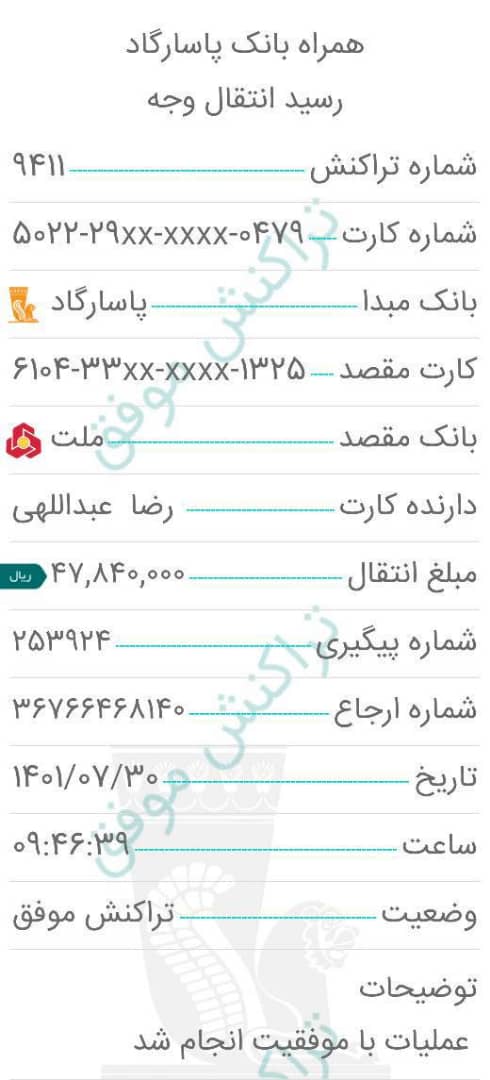 همراه بانک پاسارگاد
رسید انتقال وجه
شماره تراکنش ۹۴۱۱
شماره کارت ۵۰۲۲-۲۹xx-xxxx-۰۴۷۹
بانک مبدا پاسارگاد
کارت مقصد ۶۱۰۴-۳۳xx-xxxx-۱۳۲۵
بانک مقصد ملت
دارنده کارت رضا عبداللهی
مبلغ انتقال ۴۷,۸۴۰,۰۰۰ ریال
شماره پیگیری ۲۵۳۹۲۴
شماره ارجاع ۳۶۷۶۶۴۶۸۱۴۰
تاریخ ۱۴۰۱/۰۷/۳۰
ساعت ۰۹:۴۶:۳۹
وضعیت تراکنش موفق
توضیحات
عملیات با موفقیت انجام شد
تراکنش موفق
تراکنش موفق